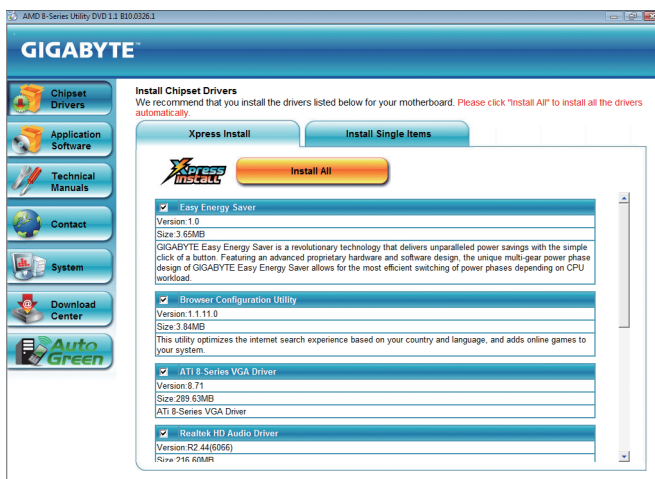 AMD 8-Series Utility DVD 1.1 B10.0326.1
GIGABYTE™
Chipset
Drivers
Application
Software
Technical
Manuals
Contact
System
Download
Center
Auto
Green
Install Chipset Drivers
We recommend that you install the drivers listed below for your motherboard. Please click "Install All" to install all the drivers
automatically.
Xpress Install
Install Single Items
Xpress
Install
Install All
Easy Energy Saver
Version:1.0
Size:3.65MB
GIGABYTE Easy Energy Saver is a revolutionary technology that delivers unparalleled power savings with the simple
click of a button. Featuring an advanced proprietary hardware and software design, the unique multi-gear power phase
design of GIGABYTE Easy Energy Saver allows for the most efficient switching of power phases depending on CPU
workload.
Browser Configuration Utility
Version:1.1.11.0
Size:3.84MB
This utility optimizes the internet search experience based on your country and language, and adds online games to
your system.
ATi 8-Series VGA Driver
Version:8.71
Size:289.63MB
ATi 8-Series VGA Driver
Realtek HD Audio Driver
Version:R2.44(6066)
Size:216.60MB